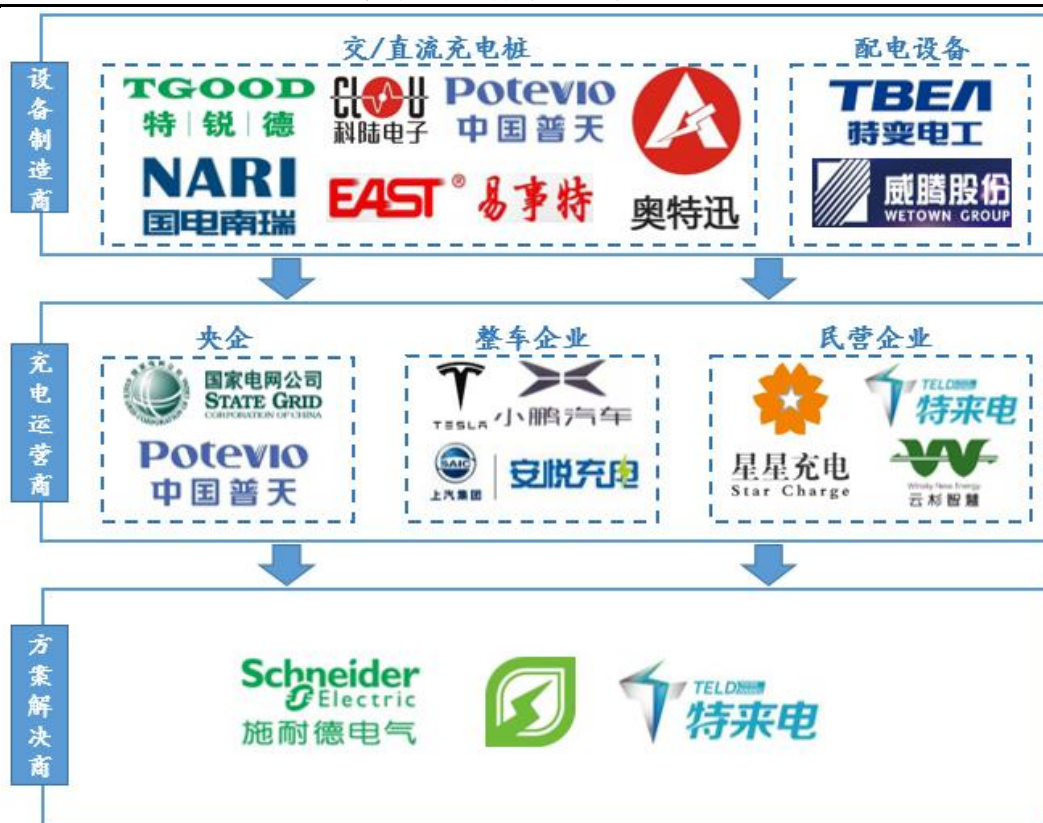 设备制造商
交/直流充电桩
TGOOD
特|锐|德
CLOU
科陆电子
Potevio
中国普天
NARI
国电南瑞
EAST®易事特
奥特迅
配电设备
TBEA
特变电工
威腾股份
WETOWN GROUP
充电运营商
央企
国家电网公司
STATE GRID
CORPORATION OF CHINA
Potevio
中国普天
整车企业
TESLA
小鹏汽车
SAIC
上汽集团
安悦充电
民营企业
星星充电
Star Charge
TELD
特来电
Winsky New Energy
云杉智慧
方案解决商
Schneider
Electric
施耐德电气
TELD
特来电